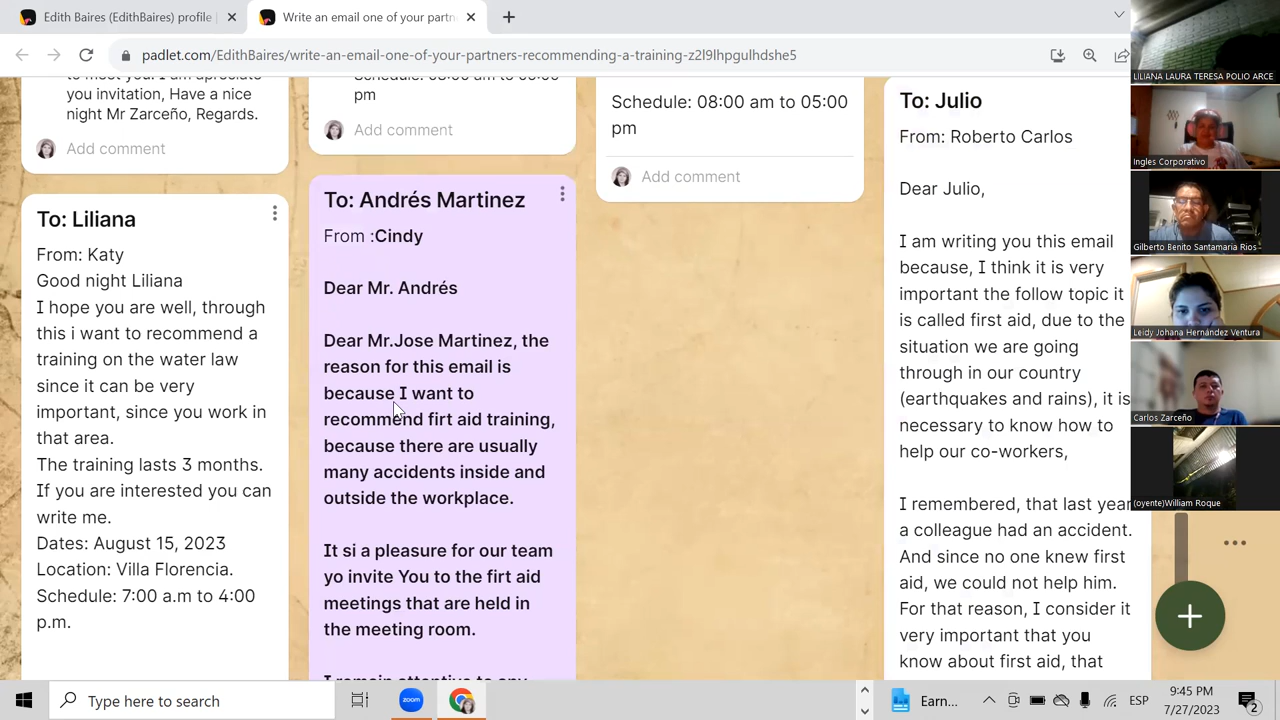 Edith Baires (EdithBaires) profile |
Write an email one of your partn
padlet.com/EdithBaires/write-an-email-one-of-your-partners-recommending-a-training-z2l9lhpgulhdshe5
to meet you. I am apreciate
you invitation, Have a nice
night Mr Zarceño, Regards.
Add comment
To: Liliana
From: Katy
Good night Liliana
I hope you are well, through
this i want to recommend a
training on the water law
since it can be very
important, since you work in
that area.
The training lasts 3 months.
If you are interested you can
write me.
Dates: August 15, 2023
Location: Villa Florencia.
Schedule: 7:00 a.m to 4:00
p.m.
Schedule: 08:00 am to 05:00
pm
Add comment
To: Andrés Martinez
From :Cindy
Dear Mr. Andrés
Dear Mr.Jose Martinez, the
reason for this email is
because I want to
recommend firt aid training,
because there are usually
many accidents inside and
outside the workplace.
It si a pleasure for our team
yo invite You to the firt aid
meetings that are held in
the meeting room.
I remain attentive to any
Schedule: 08:00 am to 05:00
pm
Add comment
To: Julio
From: Roberto Carlos
Dear Julio,
I am writing you this email
because, I think it is very
important the follow topic it
is called first aid, due to the
situation we are going
through in our country
(earthquakes and rains), it is
necessary to know how to
help our co-workers,
I remembered, that last year
a colleague had an accident.
And since no one knew first
aid, we could not help him.
For that reason, I consider it
very important that you
know about first aid, that
LILIANA LAURA TERESA POLIO ARCE
Ingles Corporativo
Gilberto Benito Santamaria Rios -
Leidy Johana Hernández Ventura
Carlos Zarceño
(oyente)William Roque
Type here to search
zoom
Earn...
ESP
9:45 PM
7/27/2023
2